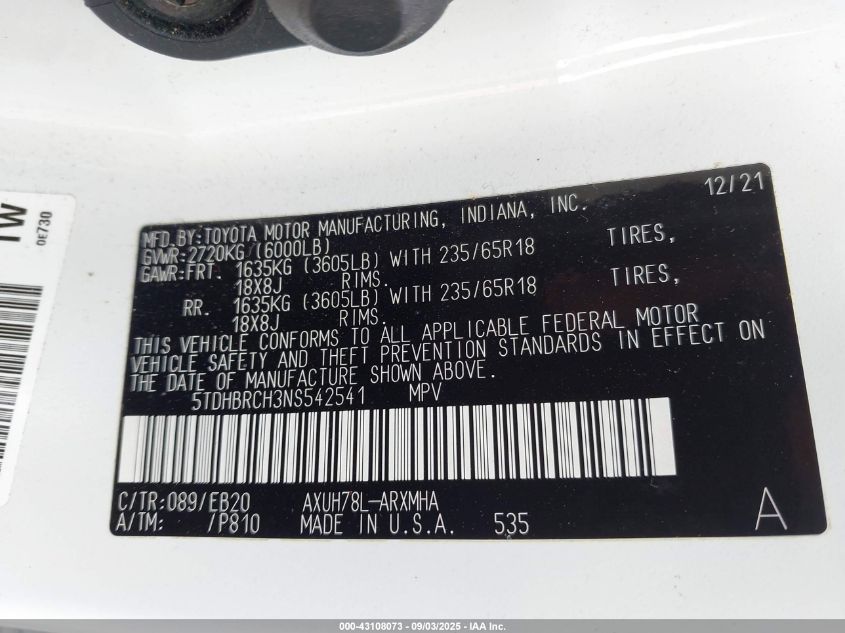 1W
0E730
12/21
MFD.BY:TOYOTA MOTOR MANUFACTURING, INDIANA, INC.
GVWR:2720KG (6000LB)
GAWR:FRT. 1635KG (3605LB) WITH 235/65R18 TIRES,
18X8J RIMS.
RR. 1635KG (3605LB) WITH 235/65R18 TIRES,
18X8J RIMS.
THIS VEHICLE CONFORMS TO ALL APPLICABLE FEDERAL MOTOR
VEHICLE SAFETY AND THEFT PREVENTION STANDARDS IN EFFECT ON
THE DATE OF MANUFACTURE SHOWN ABOVE.
5TDHBRCH3NS542541 MPV
C/TR:089/EB20 AXUH78L-ARXMHA
A/TM: /P810 MADE IN U.S.A. 535
A
000-43108073 - 09/03/2025 - IAA Inc.